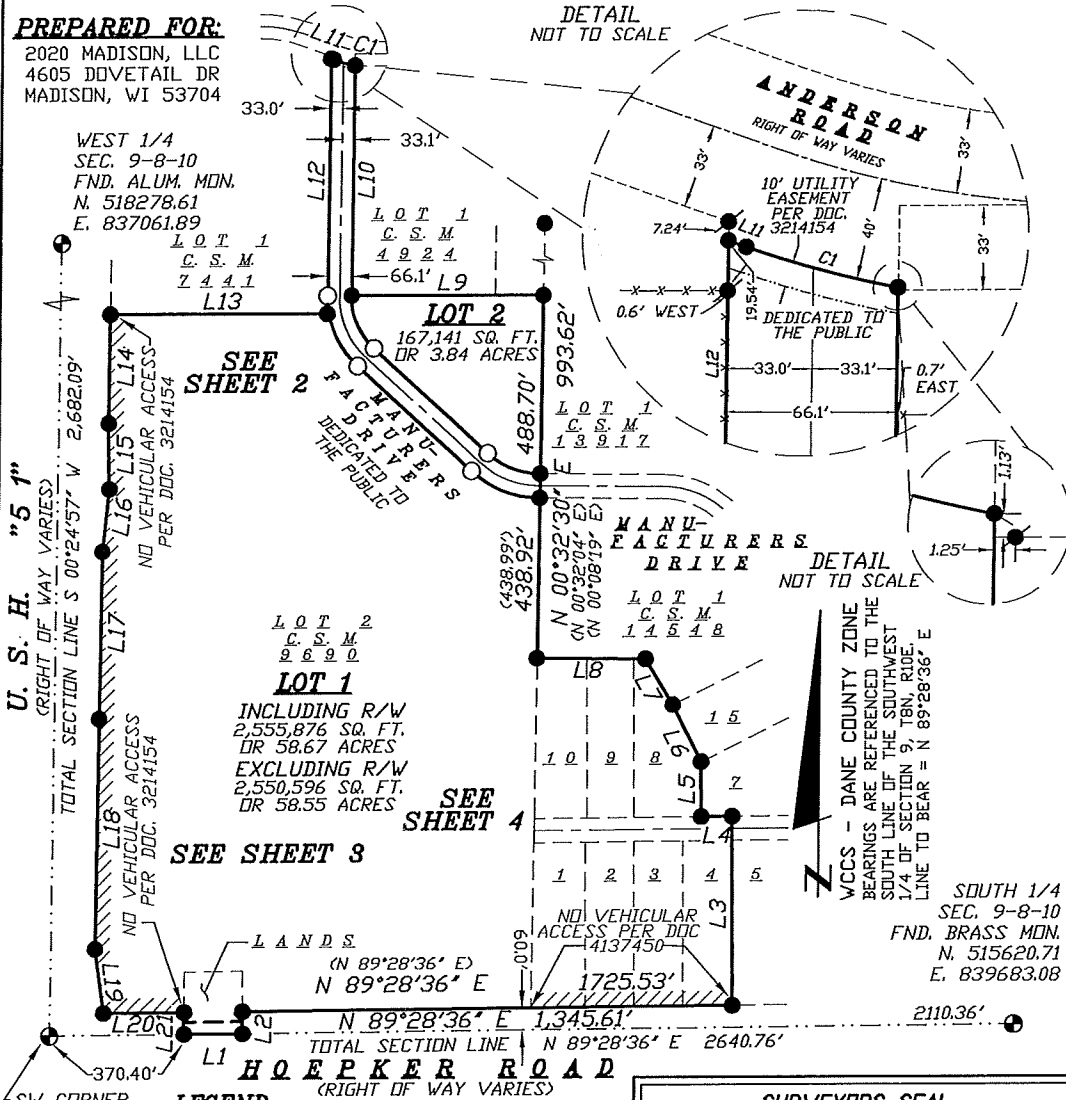 PREPARED FOR:
2020 MADISON, LLC
4605 DOVETAIL DR
MADISON, WI 53704
WEST 1/4
SEC. 9-8-10
FND. ALUM. MON.
N. 518278.61
E. 837061.89
L11
C1
33.0'
33.1'
L12
L10
66.1'
LOT 1
C.S.M.
7441
L13
LOT 1
C.S.M.
4924
L9
LOT 2
167,141 SQ. FT.
OR 3.84 ACRES
DETAIL
NOT TO SCALE
ANDERSON
ROAD
RIGHT OF WAY VARIES
33'
33'
10' UTILITY
EASEMENT
PER DOC.
3214154
40'
33'
7.24'
L11
C1
19.54'
0.6' WEST
DEDICATED TO
THE PUBLIC
L12
33.0'
33.1'
0.7'
EAST
66.1'
1.13'
1.25'
DETAIL
NOT TO SCALE
U. S. H. "51"
(RIGHT OF WAY VARIES)
TOTAL SECTION LINE S 00°24'57" W 2,682.09'
L14
L15
L16
L17
L18
L19
NO VEHICULAR ACCESS
PER DOC. 3214154
SEE
SHEET 2
MANU-
FACTURERS
DRIVE
DEDICATED TO
THE PUBLIC
488.70'
993.62'
LOT 1
C.S.M.
13917
(438.99')
438.92'
N 00°32'30" E
(N 00°32'04" E)
(N 00°08'19" E)
MANU-
FACTURERS
DRIVE
LOT 1
C.S.M.
14548
LOT 2
C.S.M.
9690
LOT 1
INCLUDING R/W
2,555,876 SQ. FT.
OR 58.67 ACRES
EXCLUDING R/W
2,550,596 SQ. FT.
OR 58.55 ACRES
L8
L7
L6
L5
L4
L3
15
10
9
8
7
1
2
3
4
5
SEE
SHEET 4
SEE SHEET 3
NO VEHICULAR ACCESS
PER DOC. 3214154
N
WCCS - DANE COUNTY ZONE
BEARINGS ARE REFERENCED TO THE
SOUTH LINE OF THE SOUTHWEST
1/4 OF SECTION 9, T8N, R10E,
LINE TO BEAR = N 89°28'36" E
SOUTH 1/4
SEC. 9-8-10
FND. BRASS MON.
N. 515620.71
E. 839683.08
NO VEHICULAR
ACCESS PER DOC
4137450
LANDS
(N 89°28'36" E)
N 89°28'36" E
60.0'
1725.53'
L20
L21
L1
L2
N 89°28'36" E 1,345.61'
2110.36'
TOTAL SECTION LINE N 89°28'36" E 2640.76'
370.40'
HOEPKER ROAD
(RIGHT OF WAY VARIES)
SW CORNER
LEGEND
SURVEYORS SEAL